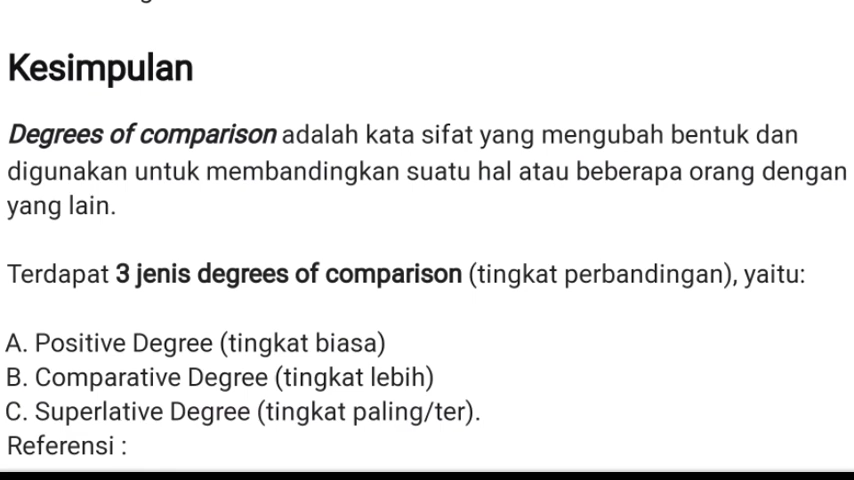 Kesimpulan
Degrees of comparison adalah kata sifat yang mengubah bentuk dan
digunakan untuk membandingkan suatu hal atau beberapa orang dengan
yang lain.
Terdapat 3 jenis degrees of comparison (tingkat perbandingan), yaitu:
A. Positive Degree (tingkat biasa)
B. Comparative Degree (tingkat lebih)
C. Superlative Degree (tingkat paling/ter).
Referensi :